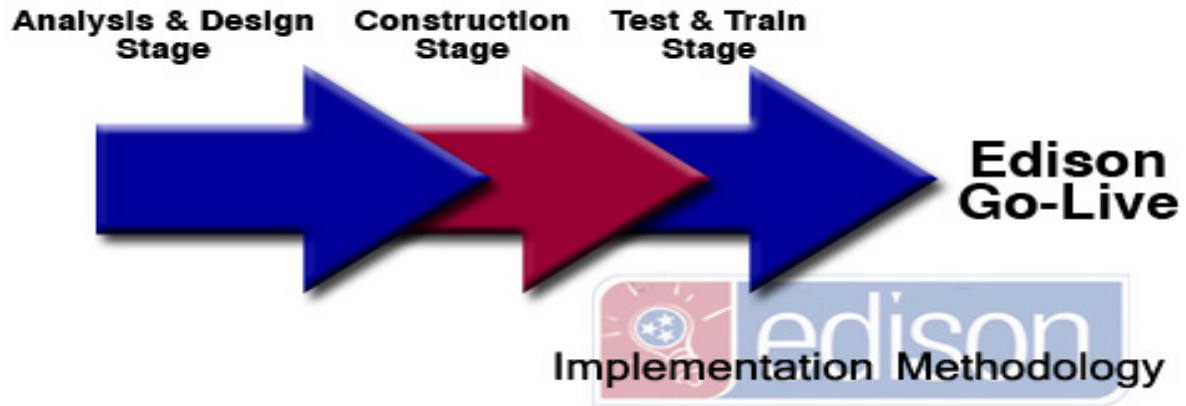 Analysis & Design
Stage
Construction
Stage
Test & Train
Stage
Edison
Go-Live
edison
Implementation Methodology